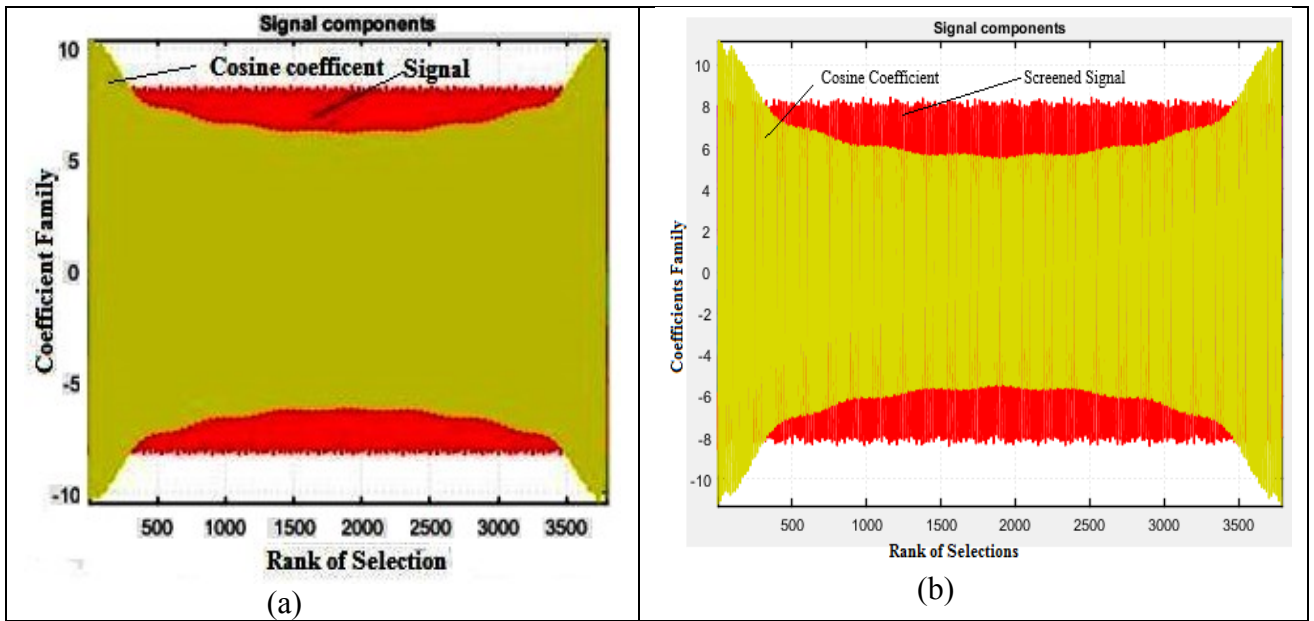 Signal components
Cosine coefficent
Signal
10
5
0
-5
-10
Coefficient Family
500 1000 1500 2000 2500 3000 3500
Rank of Selection
(a)
Signal components
Cosine Coefficient
Screened Signal
10
8
6
4
2
0
-2
-4
-6
-8
-10
Coefficients Family
500 1000 1500 2000 2500 3000 3500
Rank of Selections
(b)